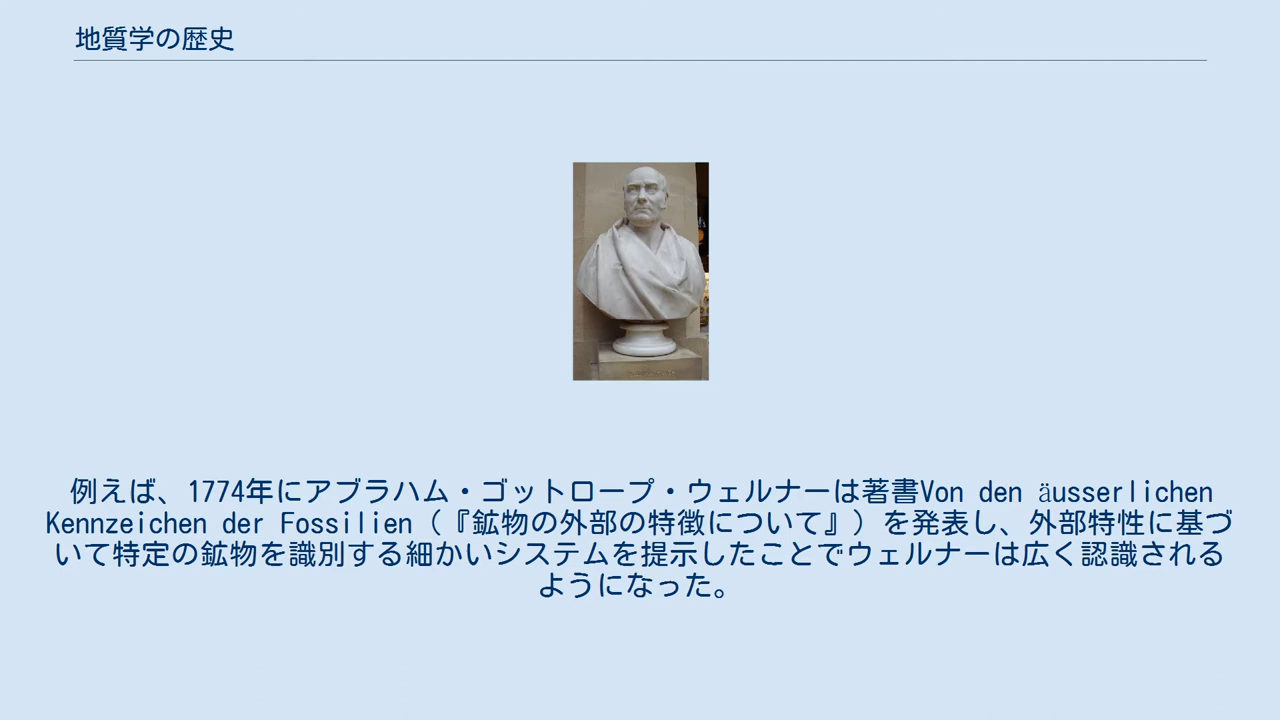 地質学の歴史
例えば、1774年にアブラハム・ゴットロープ・ウェルナーは著書Von den äusserlichen
Kennzeichen der Fossilien（『鉱物の外部の特徴について』）を発表し、外部特性に基づ
いて特定の鉱物を識別する細かいシステムを提示したことでウェルナーは広く認識される
ようになった。